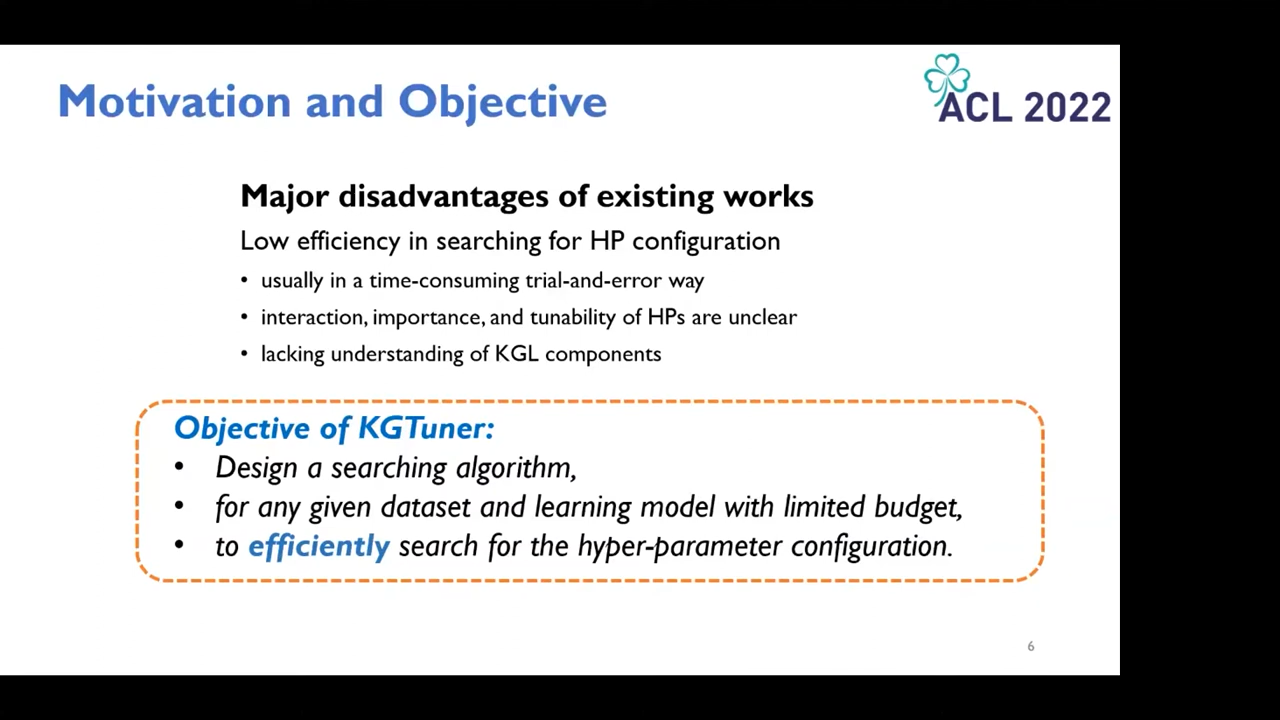 Motivation and Objective
ACL 2022
Major disadvantages of existing works
Low efficiency in searching for HP configuration
• usually in a time-consuming trial-and-error way
• interaction, importance, and tunability of HPs are unclear
• lacking understanding of KGL components
Objective of KGTuner:
• Design a searching algorithm,
• for any given dataset and learning model with limited budget,
• to efficiently search for the hyper-parameter configuration.
6